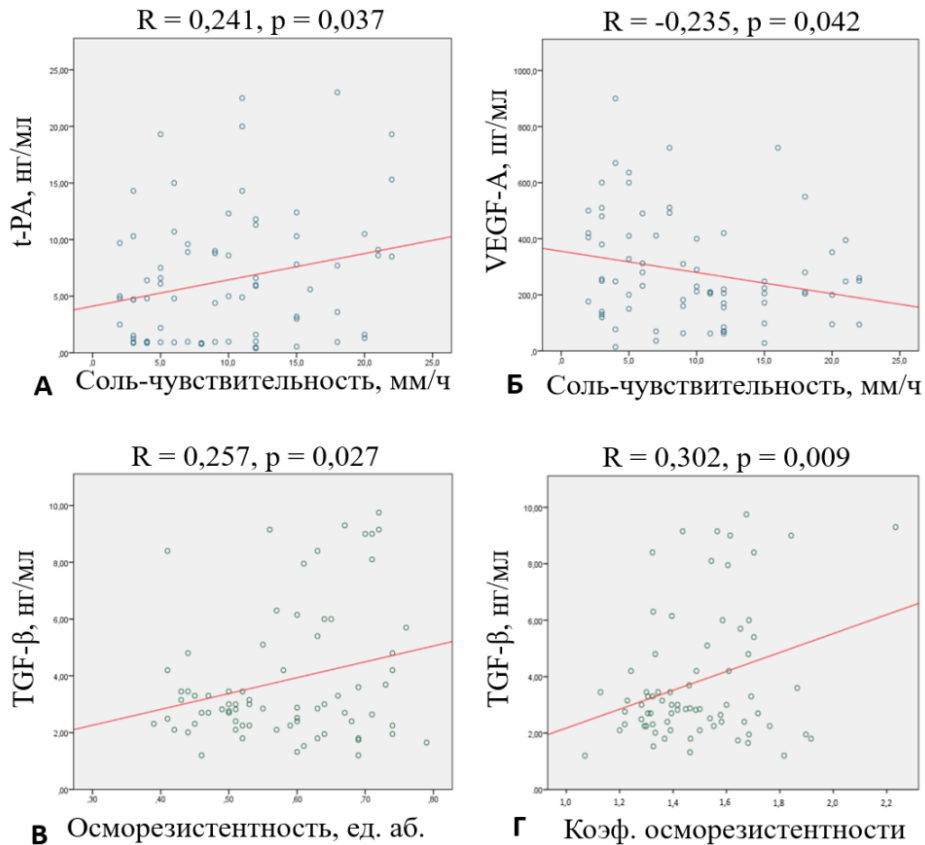 R = 0,241, p = 0,037
t-PA, нг/мл
25,00
20,00
15,00
10,00
5,00
,00
,0 5,0 10,0 15,0 20,0 25,0
А Соль-чувствительность, мм/ч
R = -0,235, p = 0,042
VEGF-A, пг/мл
1000,0
800,0
600,0
400,0
200,0
,0
,0 5,0 10,0 15,0 20,0 25,0
Б Соль-чувствительность, мм/ч
R = 0,257, p = 0,027
TGF-β, нг/мл
10,00
8,00
6,00
4,00
2,00
,00
,30 ,40 ,50 ,60 ,70 ,80
В Осморезистентность, ед. аб.
R = 0,302, p = 0,009
TGF-β, нг/мл
10,00
8,00
6,00
4,00
2,00
,00
1,0 1,2 1,4 1,6 1,8 2,0 2,2
Г Коэф. осморезистентности